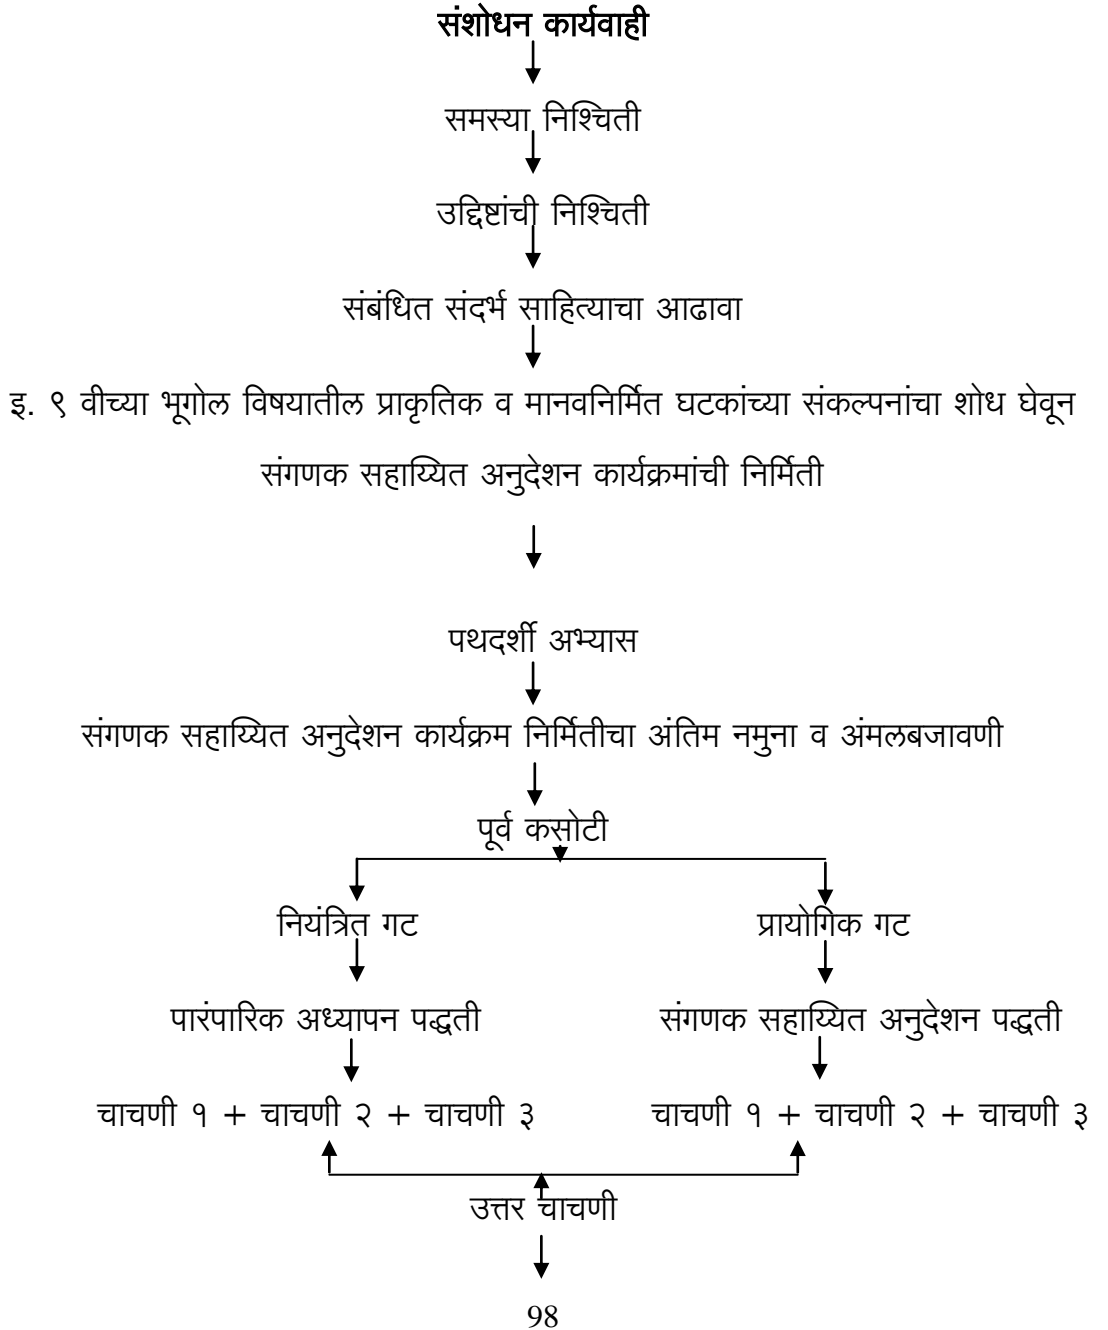 संशोधन कार्यवाही
समस्या निश्चिती
उद्दिष्टांची निश्चिती
संबंधित संदर्भ साहित्याचा आढावा
इ. ९ वीच्या भूगोल विषयातील प्राकृतिक व मानवनिर्मित घटकांच्या संकल्पनांचा शोध घेवून
संगणक सहाय्यित अनुदेशन कार्यक्रमांची निर्मिती
पथदर्शी अभ्यास
संगणक सहाय्यित अनुदेशन कार्यक्रम निर्मितीचा अंतिम नमुना व अंमलबजावणी
पूर्व कसोटी
नियंत्रित गट प्रायोगिक गट
पारंपारिक अध्यापन पद्धती संगणक सहाय्यित अनुदेशन पद्धती
चाचणी १ + चाचणी २ + चाचणी ३ चाचणी १ + चाचणी २ + चाचणी ३
उत्तर चाचणी
98